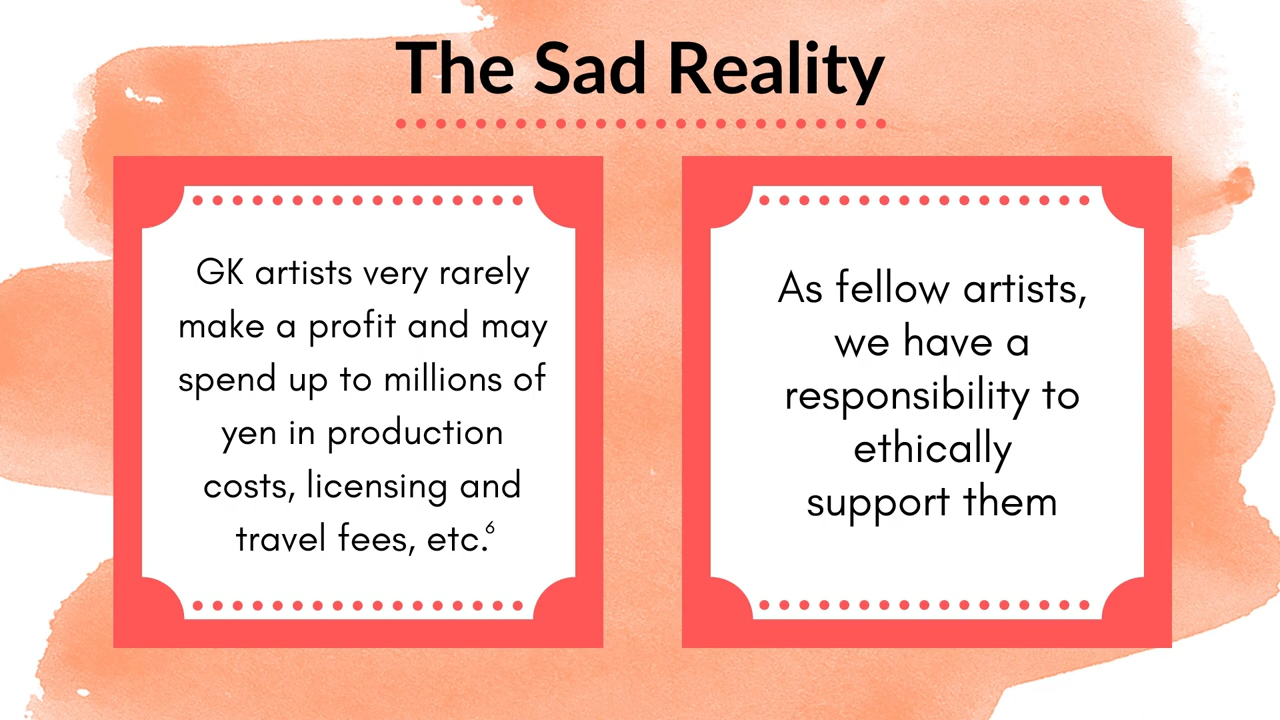 The Sad Reality
GK artists very rarely
make a profit and may
spend up to millions of
yen in production
costs, licensing and
travel fees, etc.⁶
As fellow artists,
we have a
responsibility to
ethically
support them